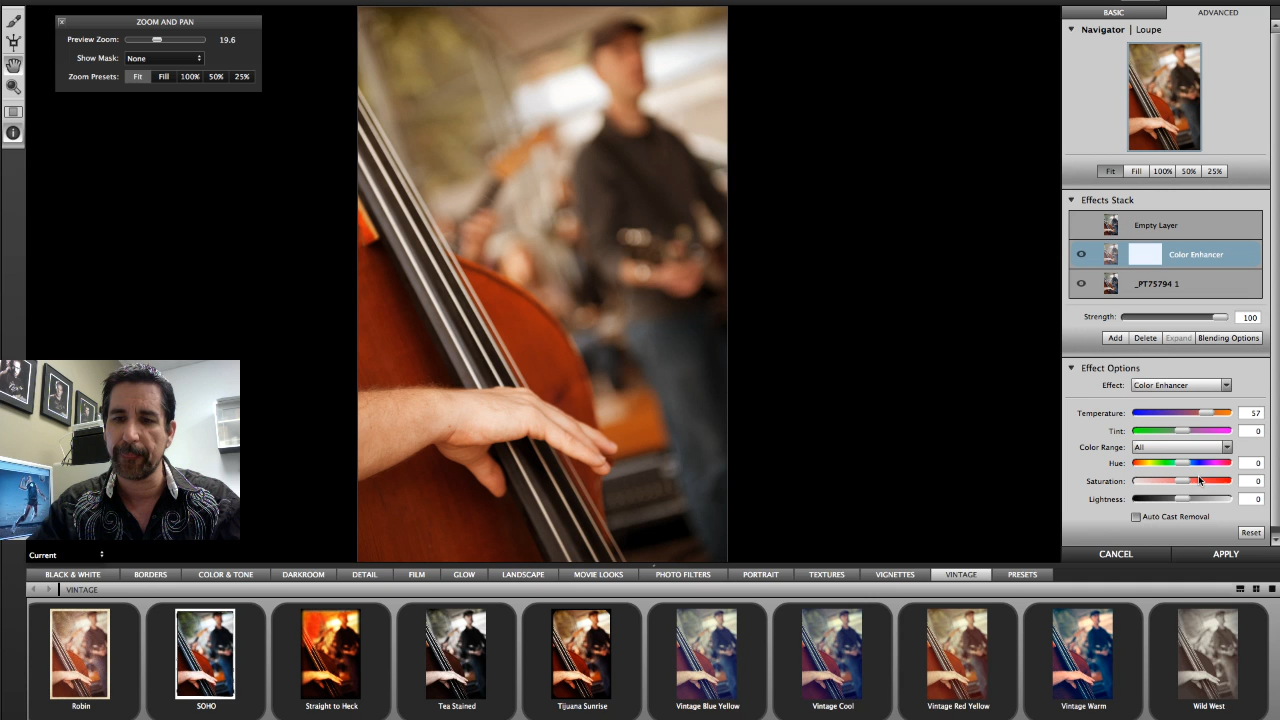 ZOOM AND PAN
Preview Zoom: 19.6
Show Mask: None
Zoom Presets: Fit Fill 100% 50% 25%
BASIC ADVANCED
Navigator | Loupe
Fit Fill 100% 50% 25%
Effects Stack
Empty Layer
Color Enhancer
_PT75794 1
Strength: 100
Add Delete Expand Blending Options
Effect Options
Effect: Color Enhancer
Temperature: 57
Tint: 0
Color Range: All
Hue: 0
Saturation: 0
Lightness: 0
Auto Cast Removal
Reset
CANCEL APPLY
Current
BLACK & WHITE BORDERS COLOR & TONE DARKROOM DETAIL FILM GLOW LANDSCAPE MOVIE LOOKS PHOTO FILTERS PORTRAIT TEXTURES VIGNETTES VINTAGE PRESETS
VINTAGE
Robin SOHO Straight to Heck Tea Stained Tijuana Sunrise Vintage Blue Yellow Vintage Cool Vintage Red Yellow Vintage Warm Wild West